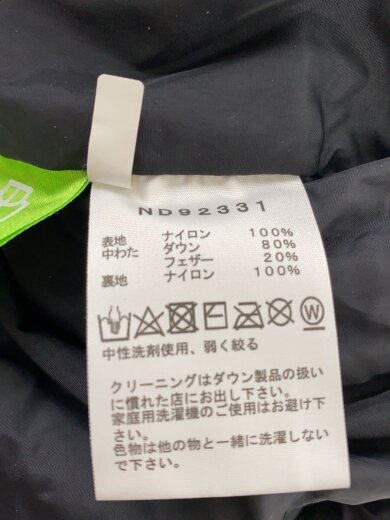 ND92331
表地 ナイロン 100%
中わた ダウン 80%
フェザー 20%
裏地 ナイロン 100%
W
中性洗剤使用、弱く絞る
クリーニングはダウン製品の扱い
に慣れた店にお出し下さい。
家庭用洗濯機のご使用はお避け下
さい。
色物は他の物と一緒に洗濯しない
で下さい。